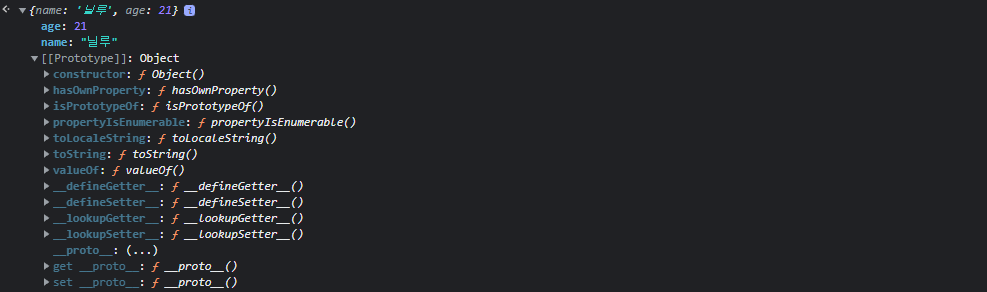 {name: '닐루', age: 21} i
age: 21
name: "닐루"
[[Prototype]]: Object
constructor: ƒ Object()
hasOwnProperty: ƒ hasOwnProperty()
isPrototypeOf: ƒ isPrototypeOf()
propertyIsEnumerable: ƒ propertyIsEnumerable()
toLocaleString: ƒ toLocaleString()
toString: ƒ toString()
valueOf: ƒ valueOf()
__defineGetter__: ƒ __defineGetter__()
__defineSetter__: ƒ __defineSetter__()
__lookupGetter__: ƒ __lookupGetter__()
__lookupSetter__: ƒ __lookupSetter__()
__proto__: (...)
get __proto__: ƒ __proto__()
set __proto__: ƒ __proto__()